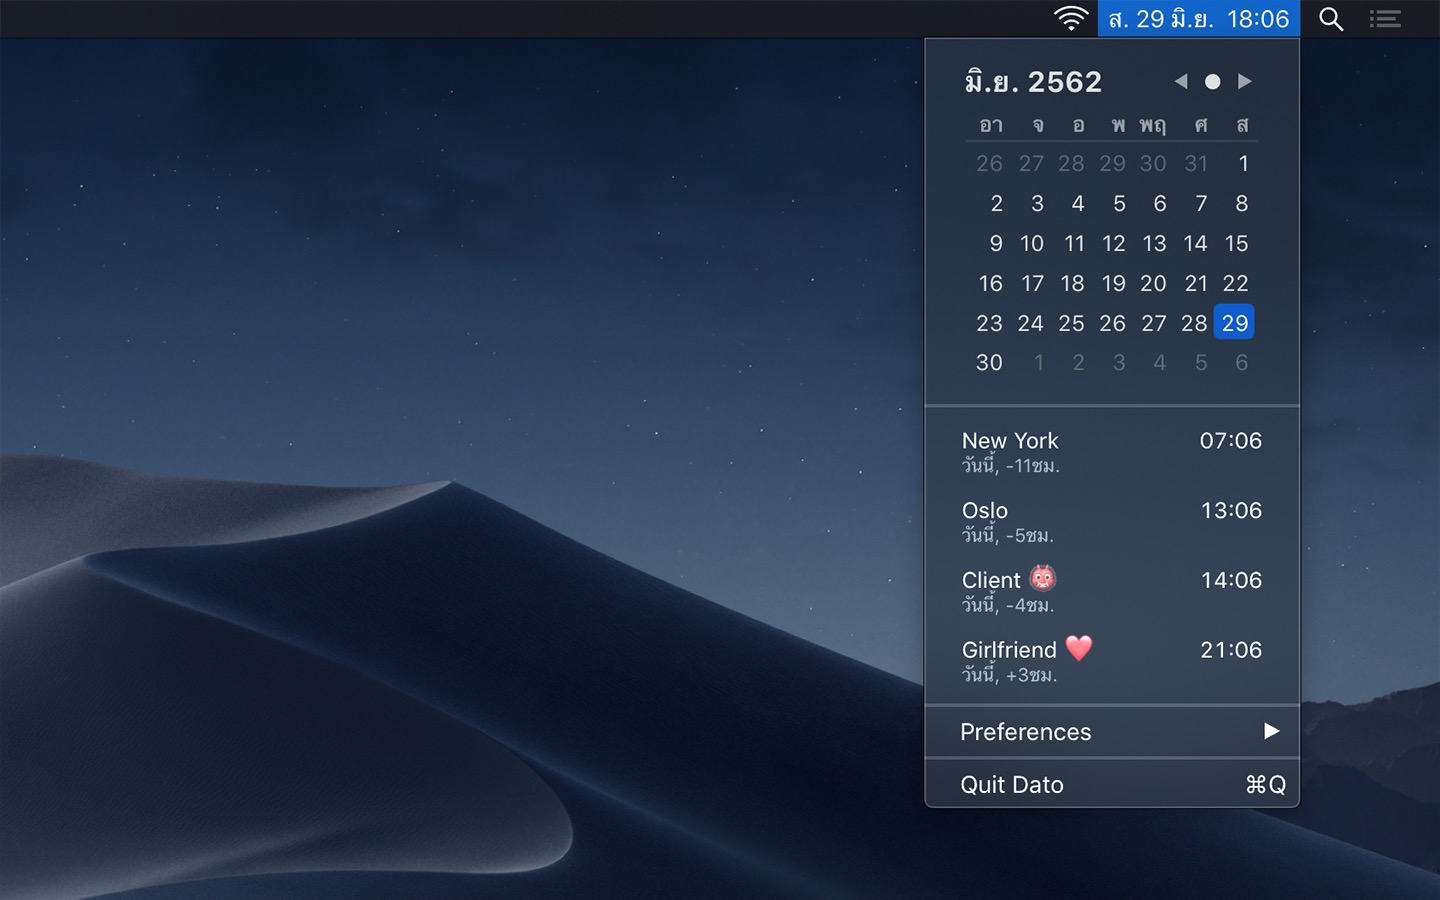 ส. 29 มิ.ย. 18:06
มิ.ย. 2562
อา จ อ พ พฤ ศ ส
26 27 28 29 30 31 1
2 3 4 5 6 7 8
9 10 11 12 13 14 15
16 17 18 19 20 21 22
23 24 25 26 27 28 29
30 1 2 3 4 5 6
New York 07:06
วันนี้, -11ชม.
Oslo 13:06
วันนี้, -5ชม.
Client 👹 14:06
วันนี้, -4ชม.
Girlfriend ❤️ 21:06
วันนี้, +3ชม.
Preferences ▶
Quit Dato ⌘Q